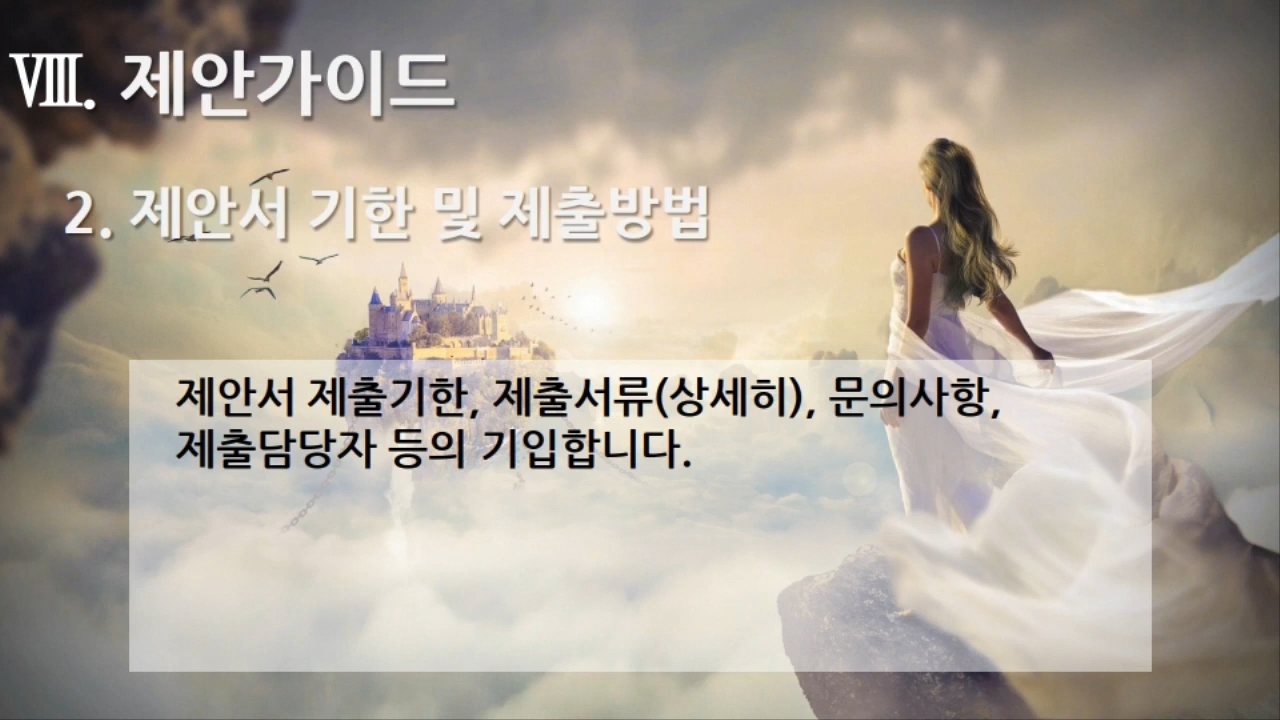 Ⅷ. 제안가이드
2. 제안서 기한 및 제출방법
제안서 제출기한, 제출서류(상세히), 문의사항,
제출담당자 등의 기입합니다.